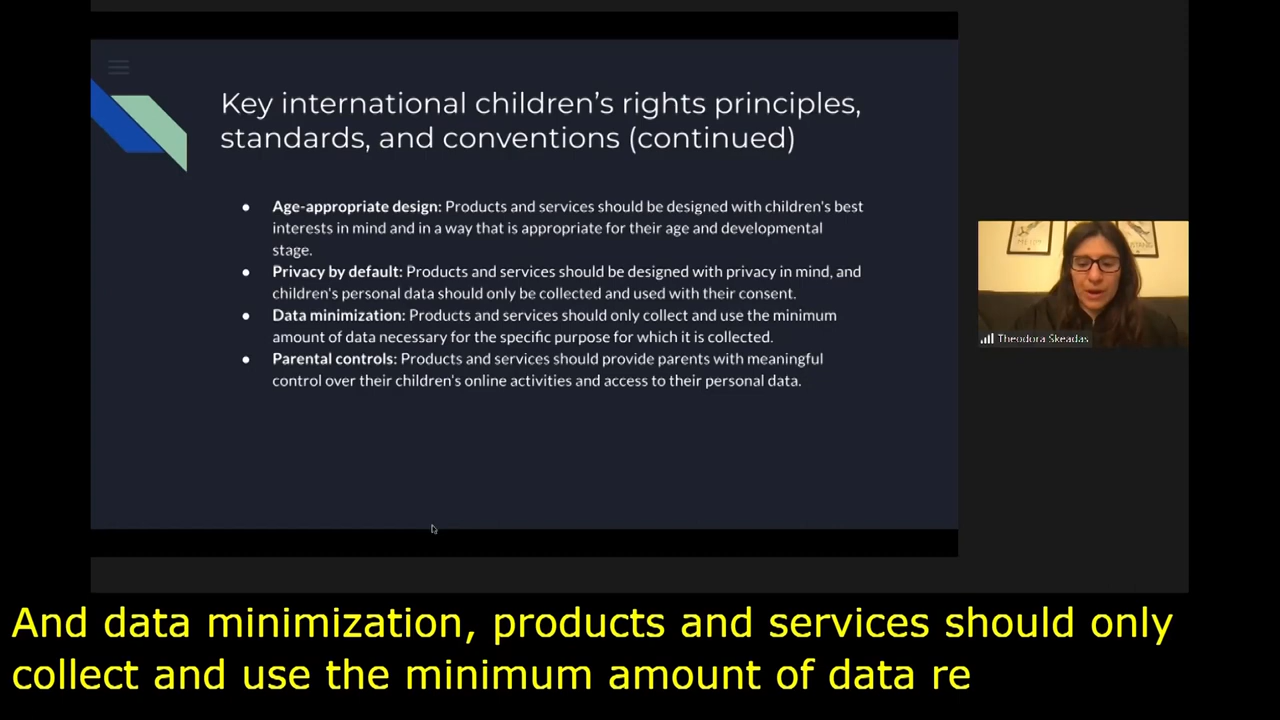 Key international children's rights principles,
standards, and conventions (continued)
● Age-appropriate design: Products and services should be designed with children's best
interests in mind and in a way that is appropriate for their age and developmental
stage.
● Privacy by default: Products and services should be designed with privacy in mind, and
children's personal data should only be collected and used with their consent.
● Data minimization: Products and services should only collect and use the minimum
amount of data necessary for the specific purpose for which it is collected.
● Parental controls: Products and services should provide parents with meaningful
control over their children's online activities and access to their personal data.
Theodora Skeadas
And data minimization, products and services should only
collect and use the minimum amount of data re